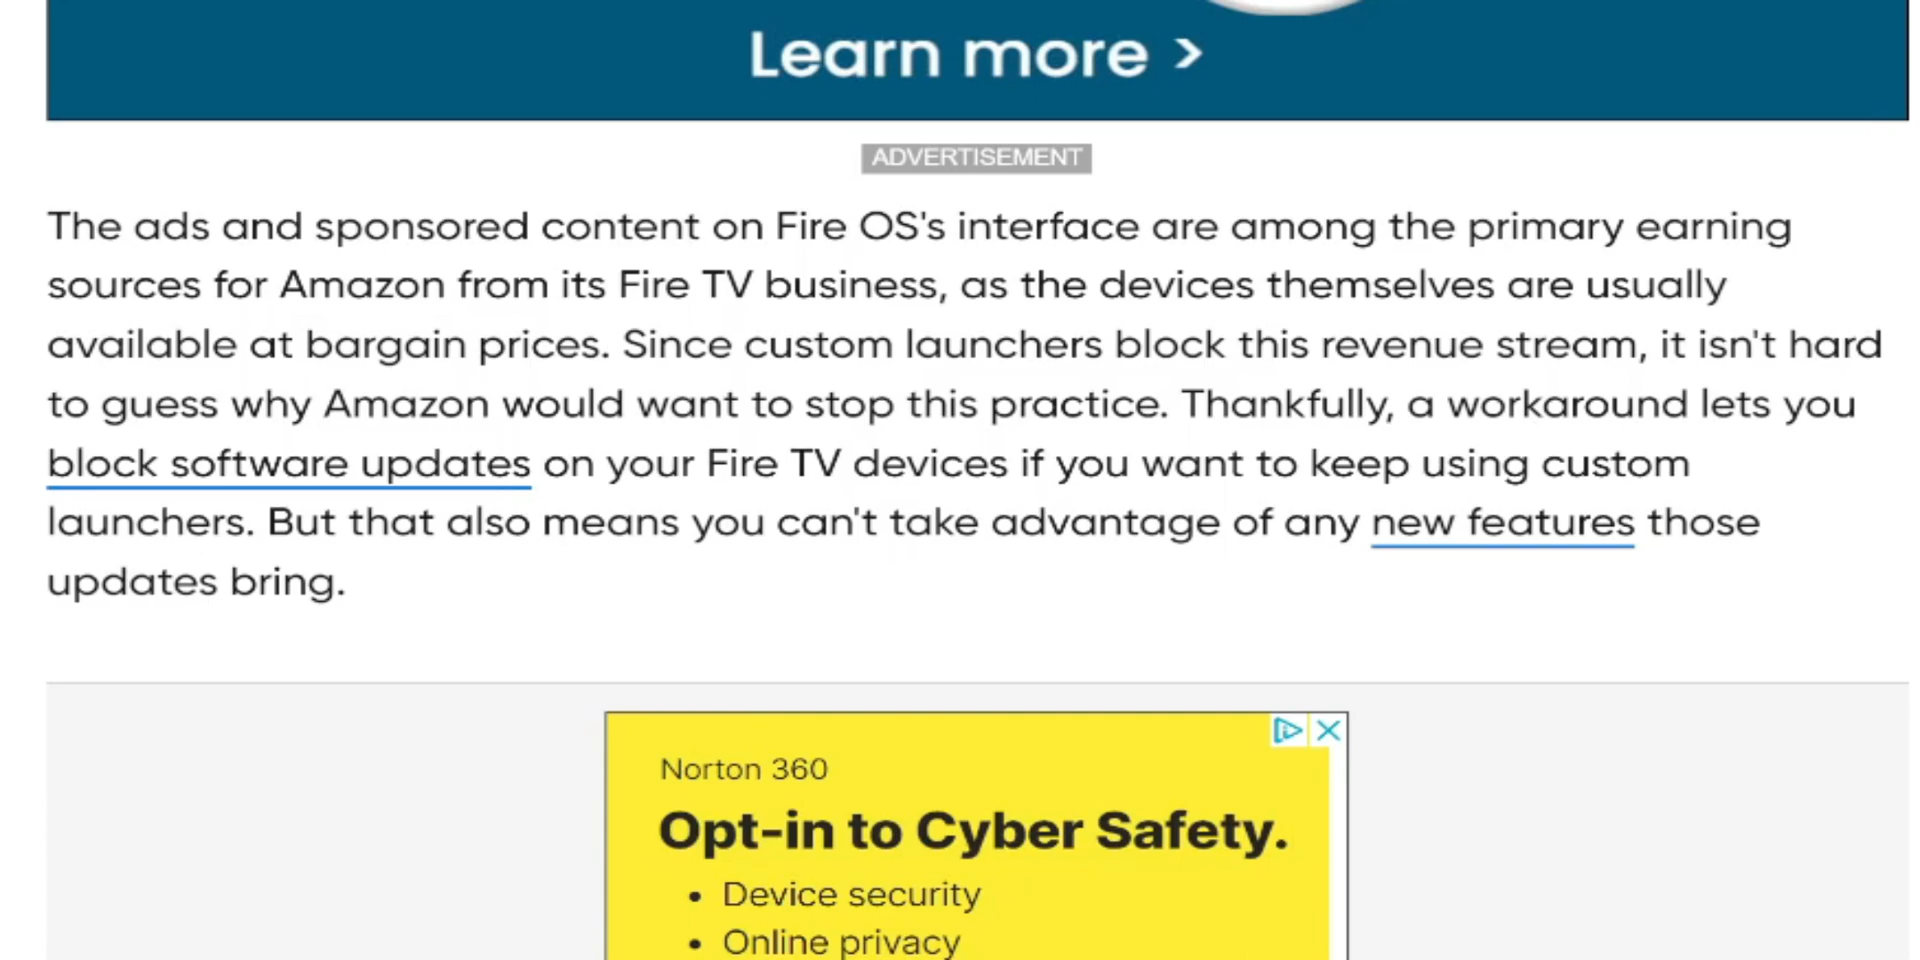 Learn more >
ADVERTISEMENT
The ads and sponsored content on Fire OS's interface are among the primary earning
sources for Amazon from its Fire TV business, as the devices themselves are usually
available at bargain prices. Since custom launchers block this revenue stream, it isn't hard
to guess why Amazon would want to stop this practice. Thankfully, a workaround lets you
block software updates on your Fire TV devices if you want to keep using custom
launchers. But that also means you can't take advantage of any new features those
updates bring.
Norton 360
Opt-in to Cyber Safety.
• Device security
• Online privacy